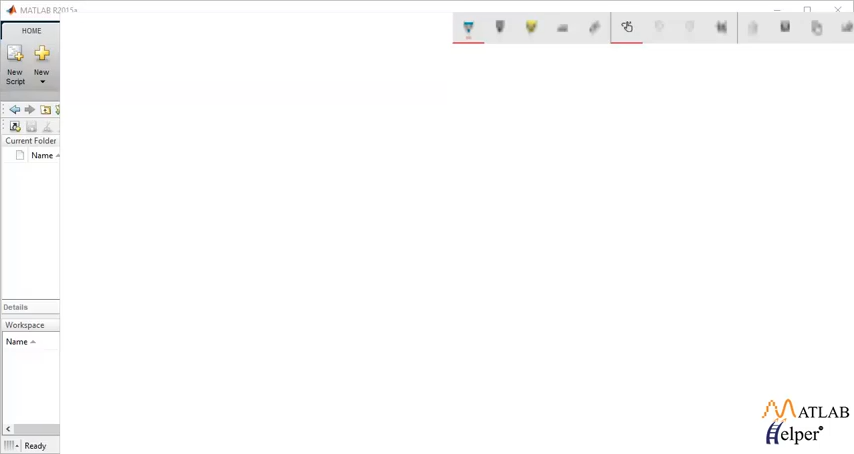 MATLAB R2015a
HOME
New
Script
New
Current Folder
Name
Details
Workspace
Name
Ready
MATLAB
Helper